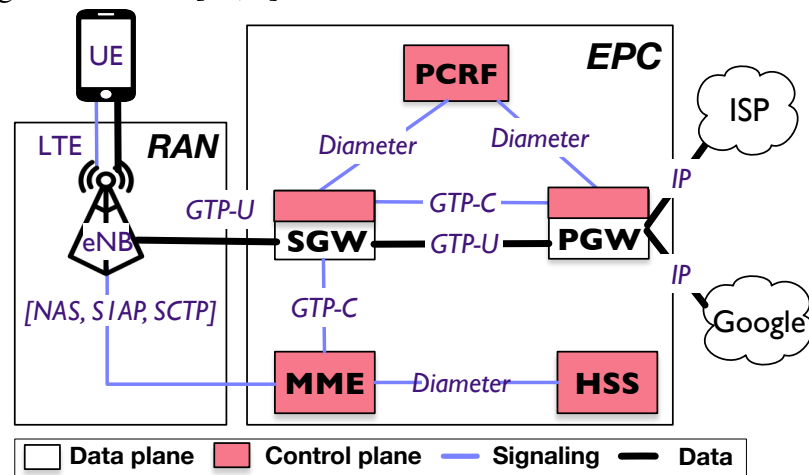 UE
PCRF
EPC
ISP
LTE
RAN
Diameter
Diameter
IP
GTP-U
GTP-C
eNB
SGW
GTP-U
PGW
IP
[NAS, S1AP, SCTP]
GTP-C
Google
MME
Diameter
HSS
Data plane
Control plane
Signaling
Data